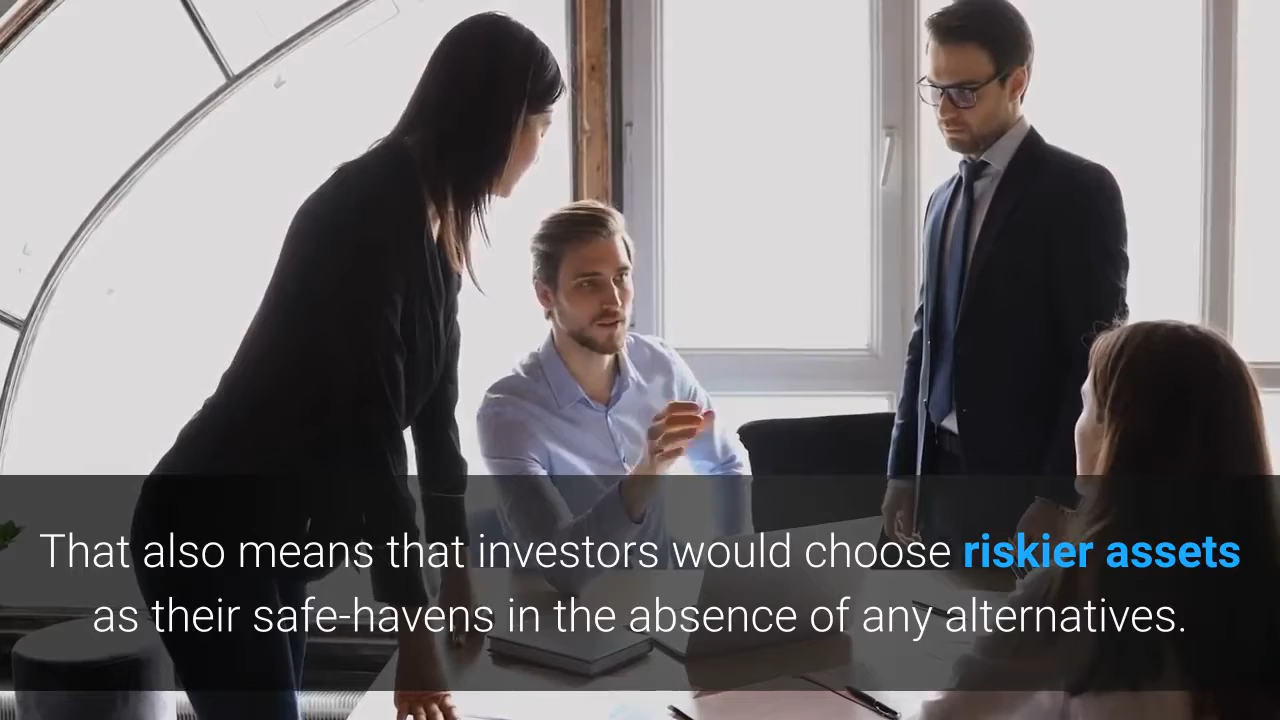 That also means that investors would choose riskier assets
as their safe-havens in the absence of any alternatives.